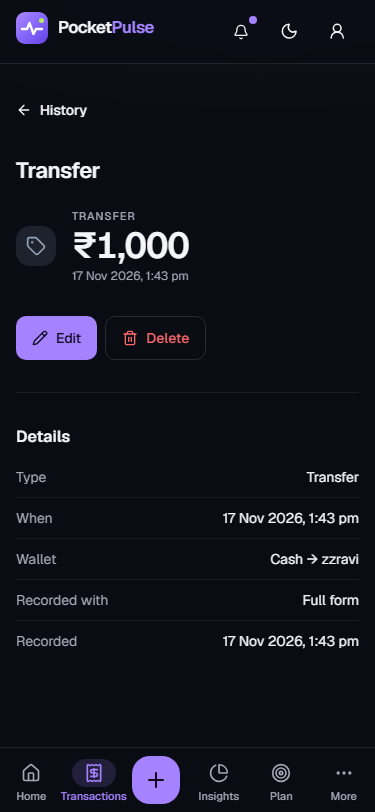 PocketPulse
History
Transfer
TRANSFER
₹1,000
17 Nov 2026, 1:43 pm
Edit
Delete
Details
Type Transfer
When 17 Nov 2026, 1:43 pm
Wallet Cash → zzravi
Recorded with Full form
Recorded 17 Nov 2026, 1:43 pm
Home Transactions Insights Plan More